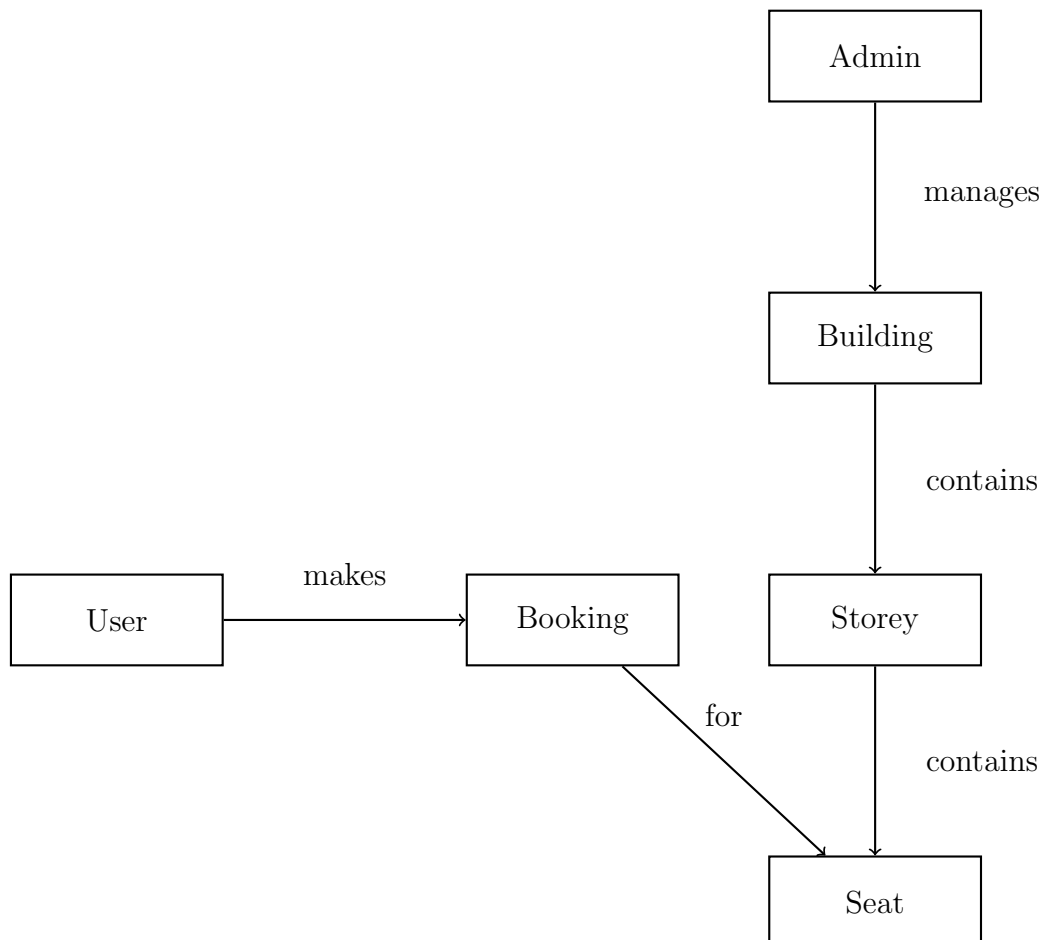 Admin
manages
Building
contains
makes
User
Booking
Storey
for
contains
Seat